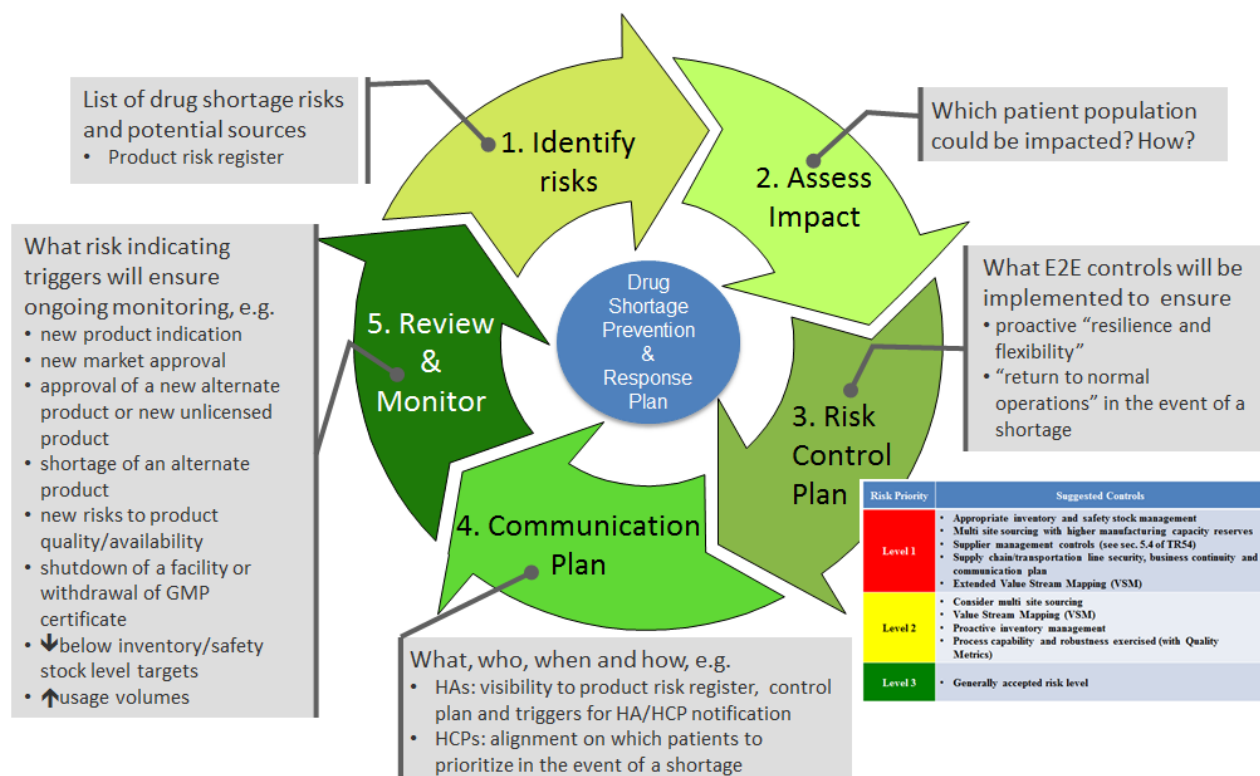 List of drug shortage risks
and potential sources
• Product risk register
1. Identify
risks
Which patient population
could be impacted? How?
2. Assess
Impact
What E2E controls will be
implemented to ensure
• proactive “resilience and
flexibility”
• “return to normal
operations” in the event of a
shortage
3. Risk
Control
Plan
Risk Priority Suggested Controls
Level 1
• Appropriate inventory and safety stock management
• Multi site sourcing with higher manufacturing capacity reserves
• Supplier management controls (see sec. 5.4 of TR54)
• Supply chain/transportation line security, business continuity and
communication plan
• Extended Value Stream Mapping (VSM)
Level 2
• Consider multi site sourcing
• Value Stream Mapping (VSM)
• Proactive inventory management
• Process capability and robustness exercised (with Quality
Metrics)
Level 3
• Generally accepted risk level
4. Communication
Plan
What, who, when and how, e.g.
• HAs: visibility to product risk register, control
plan and triggers for HA/HCP notification
• HCPs: alignment on which patients to
prioritize in the event of a shortage
5. Review
&
Monitor
What risk indicating
triggers will ensure
ongoing monitoring, e.g.
• new product indication
• new market approval
• approval of a new alternate
product or new unlicensed
product
• shortage of an alternate
product
• new risks to product
quality/availability
• shutdown of a facility or
withdrawal of GMP
certificate
• 🡫below inventory/safety
stock level targets
• 🡩usage volumes
Drug
Shortage
Prevention
&
Response
Plan